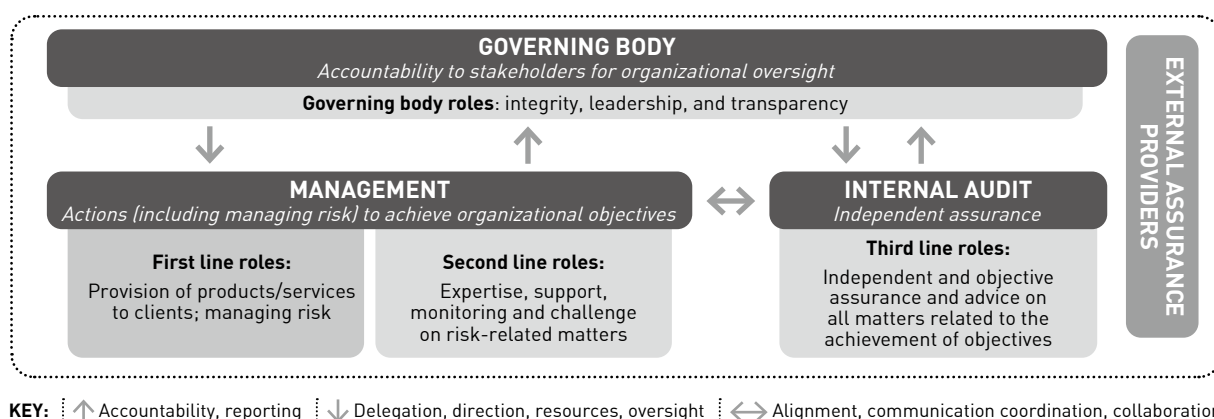 GOVERNING BODY
Accountability to stakeholders for organizational oversight
Governing body roles: integrity, leadership, and transparency
MANAGEMENT
Actions (including managing risk) to achieve organizational objectives
First line roles:
Provision of products/services
to clients; managing risk
Second line roles:
Expertise, support,
monitoring and challenge
on risk-related matters
INTERNAL AUDIT
Independent assurance
Third line roles:
Independent and objective
assurance and advice on
all matters related to the
achievement of objectives
EXTERNAL ASSURANCE
PROVIDERS
KEY: Accountability, reporting Delegation, direction, resources, oversight Alignment, communication coordination, collaboration